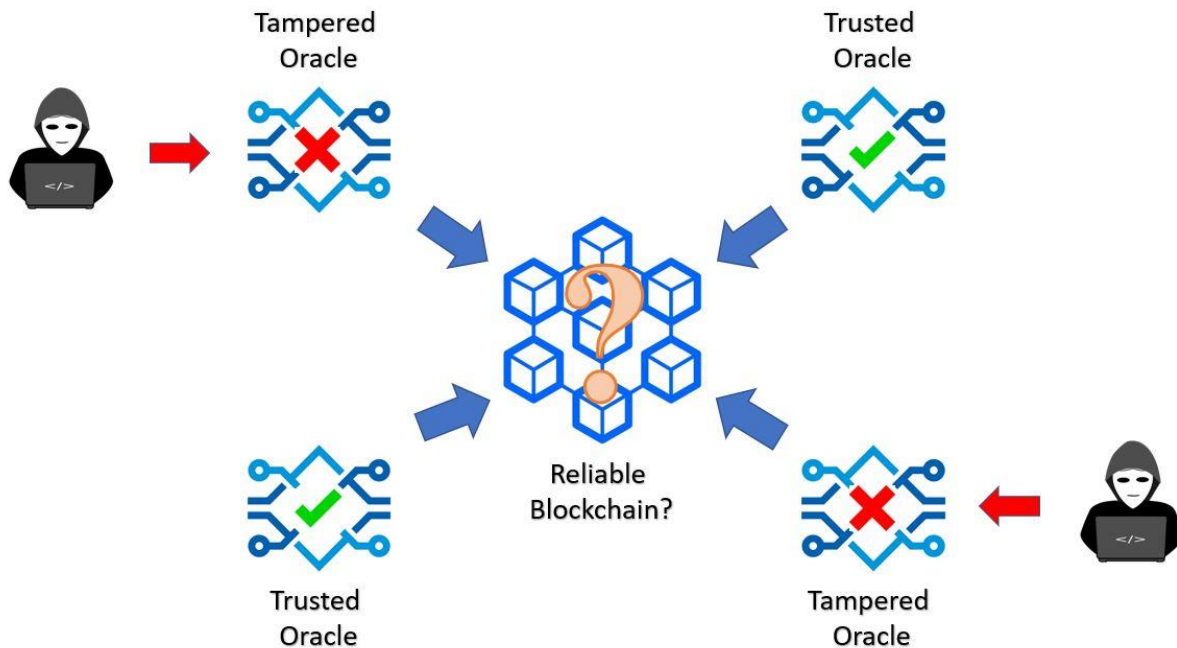 Tampered
Oracle
Trusted
Oracle
</>
Reliable
Blockchain?
Trusted
Oracle
Tampered
Oracle
</>